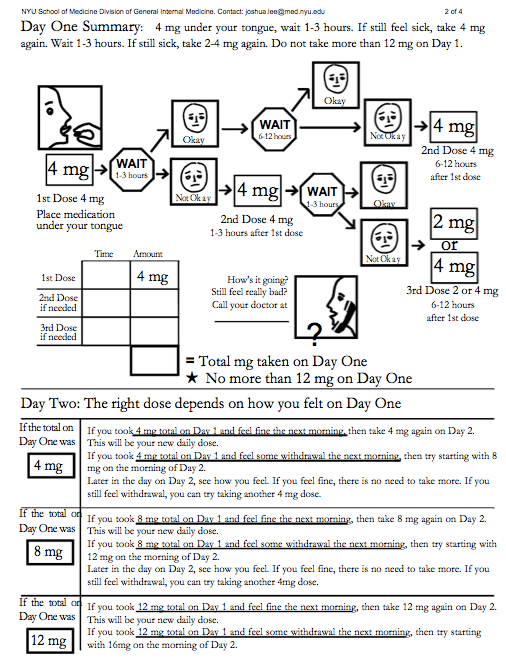 NYU School of Medicine Division of General Internal Medicine. Contact: joshua.lee@med.nyu.edu 2 of 4
Day One Summary: 4 mg under your tongue, wait 1-3 hours. If still feel sick, take 4 mg
again. Wait 1-3 hours. If still sick, take 2-4 mg again. Do not take more than 12 mg on Day 1.
Okay
Okay
WAIT
6-12 hours
Not Okay
4 mg
2nd Dose 4 mg
6-12 hours
after 1st dose
4 mg
WAIT
1-3 hours
1st Dose 4 mg
Place medication
under your tongue
Not Okay
4 mg
2nd Dose 4 mg
1-3 hours after 1st dose
WAIT
1-3 hours
Okay
Not Okay
2 mg
or
4 mg
3rd Dose 2 or 4 mg
6-12 hours
after 1st dose
Time Amount
1st Dose 4 mg
2nd Dose
if needed
3rd Dose
if needed
How's it going?
Still feel really bad?
Call your doctor at
?
= Total mg taken on Day One
★ No more than 12 mg on Day One
Day Two: The right dose depends on how you felt on Day One
If the total on
Day One was
4 mg
If you took 4 mg total on Day 1 and feel fine the next morning, then take 4 mg again on Day 2.
This will be your new daily dose.
If you took 4 mg total on Day 1 and feel some withdrawal the next morning, then try starting with 8
mg on the morning of Day 2.
Later in the day on Day 2, see how you feel. If you feel fine, there is no need to take more. If you
still feel withdrawal, you can try taking another 4 mg dose.
If the total on
Day One was
8 mg
If you took 8 mg total on Day 1 and feel fine the next morning, then take 8 mg again on Day 2.
This will be your new daily dose.
If you took 8 mg total on Day 1 and feel some withdrawal the next morning, then try starting with
12 mg on the morning of Day 2.
Later in the day on Day 2, see how you feel. If you feel fine, there is no need to take more. If you
still feel withdrawal, you can try taking another 4mg dose.
If the total on
Day One was
12 mg
If you took 12 mg total on Day 1 and feel fine the next morning, then take 12 mg again on Day 2.
This will be your new daily dose.
If you took 12 mg total on Day 1 and feel some withdrawal the next morning, then try starting
with 16mg on the morning of Day 2.